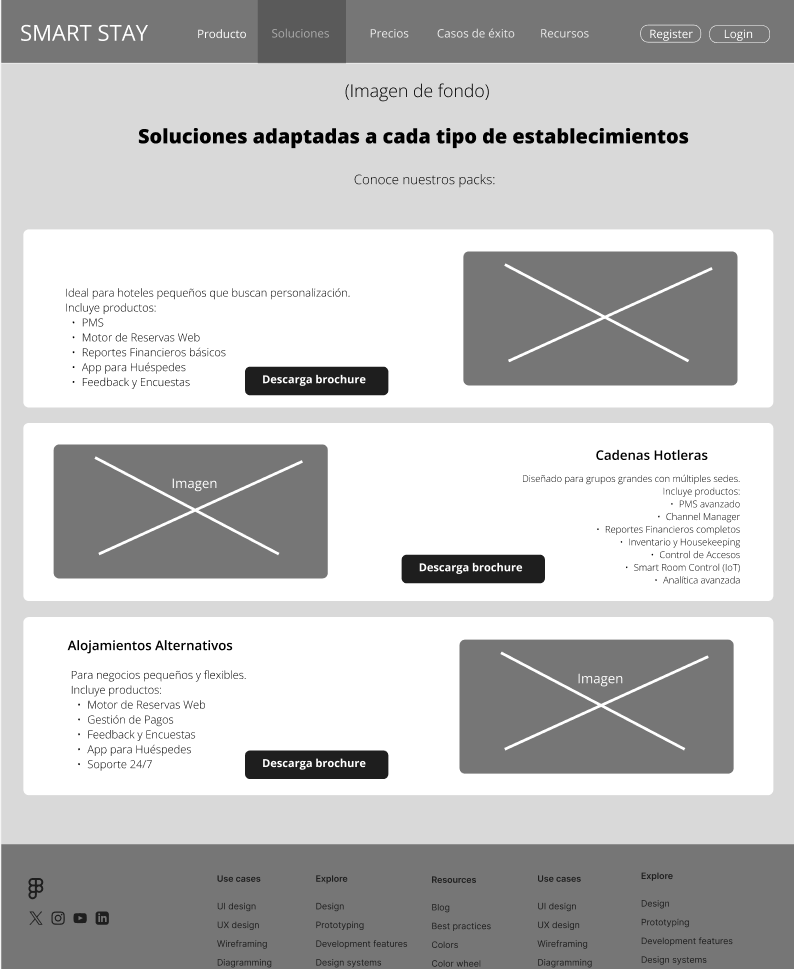 SMART STAY
Producto
Soluciones
Precios
Casos de éxito
Recursos
Register
Login
(Imagen de fondo)
Soluciones adaptadas a cada tipo de establecimientos
Conoce nuestros packs:
Ideal para hoteles pequeños que buscan personalización.
Incluye productos:
• PMS
• Motor de Reservas Web
• Reportes Financieros básicos
• App para Huéspedes
• Feedback y Encuestas
Descarga brochure
Imagen
Cadenas Hotleras
Diseñado para grupos grandes con múltiples sedes.
Incluye productos:
• PMS avanzado
• Channel Manager
• Reportes Financieros completos
• Inventario y Housekeeping
• Control de Accesos
• Smart Room Control (IoT)
• Analítica avanzada
Descarga brochure
Alojamientos Alternativos
Para negocios pequeños y flexibles.
Incluye productos:
• Motor de Reservas Web
• Gestión de Pagos
• Feedback y Encuestas
• App para Huéspedes
• Soporte 24/7
Descarga brochure
Imagen
Use cases
UI design
UX design
Wireframing
Diagramming
Explore
Design
Prototyping
Development features
Design systems
Resources
Blog
Best practices
Colors
Color wheel
Use cases
UI design
UX design
Wireframing
Diagramming
Explore
Design
Prototyping
Development features
Design systems